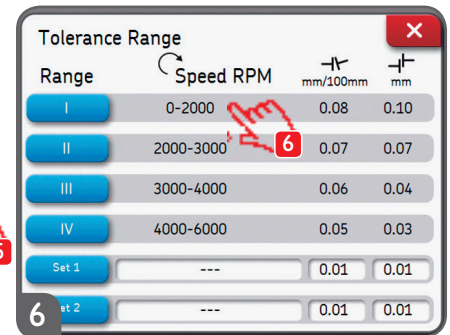 Tolerance Range
Range Speed RPM mm/100mm mm
I 0-2000 0.08 0.10
6
II 2000-3000 0.07 0.07
III 3000-4000 0.06 0.04
IV 4000-6000 0.05 0.03
Set 1 --- 0.01 0.01
6 et 2 --- 0.01 0.01